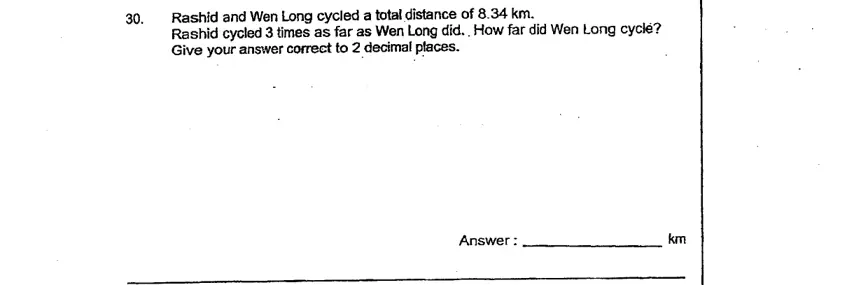 30. Rashid and Wen Long cycled a total distance of 8.34 km.
Rashid cycled 3 times as far as Wen Long did. How far did Wen Long cycle?
Give your answer correct to 2 decimal places.
Answer : ____________ km